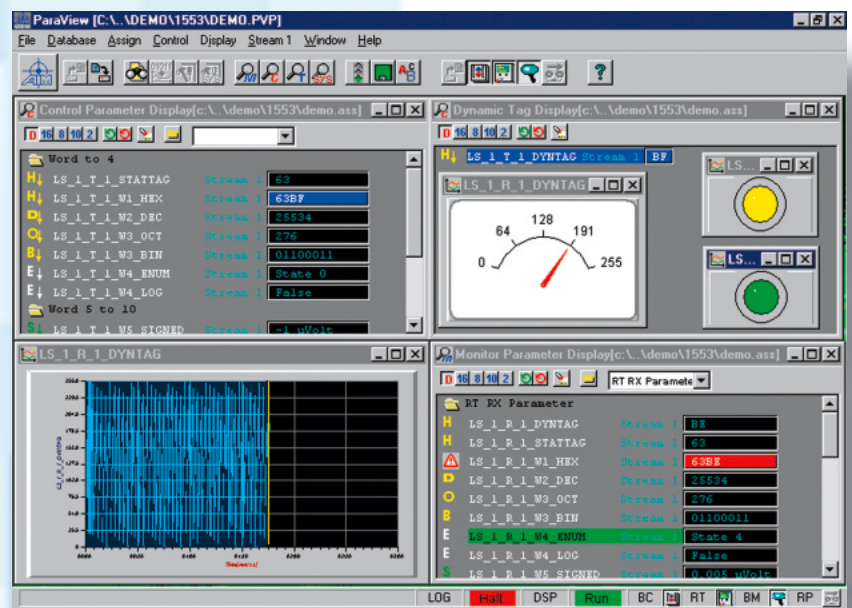 ParaView [C:\..\DEMO\1553\DEMO.PVP]
File Database Assign Control Display Stream 1 Window Help
AIM
Control Parameter Display[c:\..\demo\1553\demo.ass]
D 16 8 10 2
Word to 4
H LS_1_T_1_STATTAG Stream 1 63
H LS_1_T_1_W1_HEX Stream 1 63BF
D LS_1_T_1_W2_DEC Stream 1 25534
O LS_1_T_1_W3_OCT Stream 1 276
B LS_1_T_1_W3_BIN Stream 1 01100011
E LS_1_T_1_W4_ENUM Stream 1 State 0
E LS_1_T_1_W4_LOG Stream 1 False
Word 5 to 10
S LS_1_T_1_W5_SIGNED Stream 1 -1 uVolt
Dynamic Tag Display[c:\..\demo\1553\demo.ass]
D 16 8 10 2
H LS_1_T_1_DYNTAG Stream 1 BF
LS_1_R_1_DYNTAG
0 64 128 191 255
LS...
LS...
LS_1_R_1_DYNTAG
LS_1_R_1_DYNTAG
Monitor Parameter Display[c:\..\demo\1553\demo.ass]
D 16 8 10 2 RT RX Paramete
RT RX Parameter
H LS_1_R_1_DYNTAG Stream 1 BE
H LS_1_R_1_STATTAG Stream 1 63
LS_1_R_1_W1_HEX Stream 1 63BE
D LS_1_R_1_W2_DEC Stream 1 25534
O LS_1_R_1_W3_OCT Stream 1 276
B LS_1_R_1_W3_BIN Stream 1 01100011
E LS_1_R_1_W4_ENUM Stream 1 State 4
E LS_1_R_1_W4_LOG Stream 1 False
S LS_1_R_1_W5_SIGNED Stream 1 0.005 uVolt
LOG Halt DSP Run BC RT BM RP